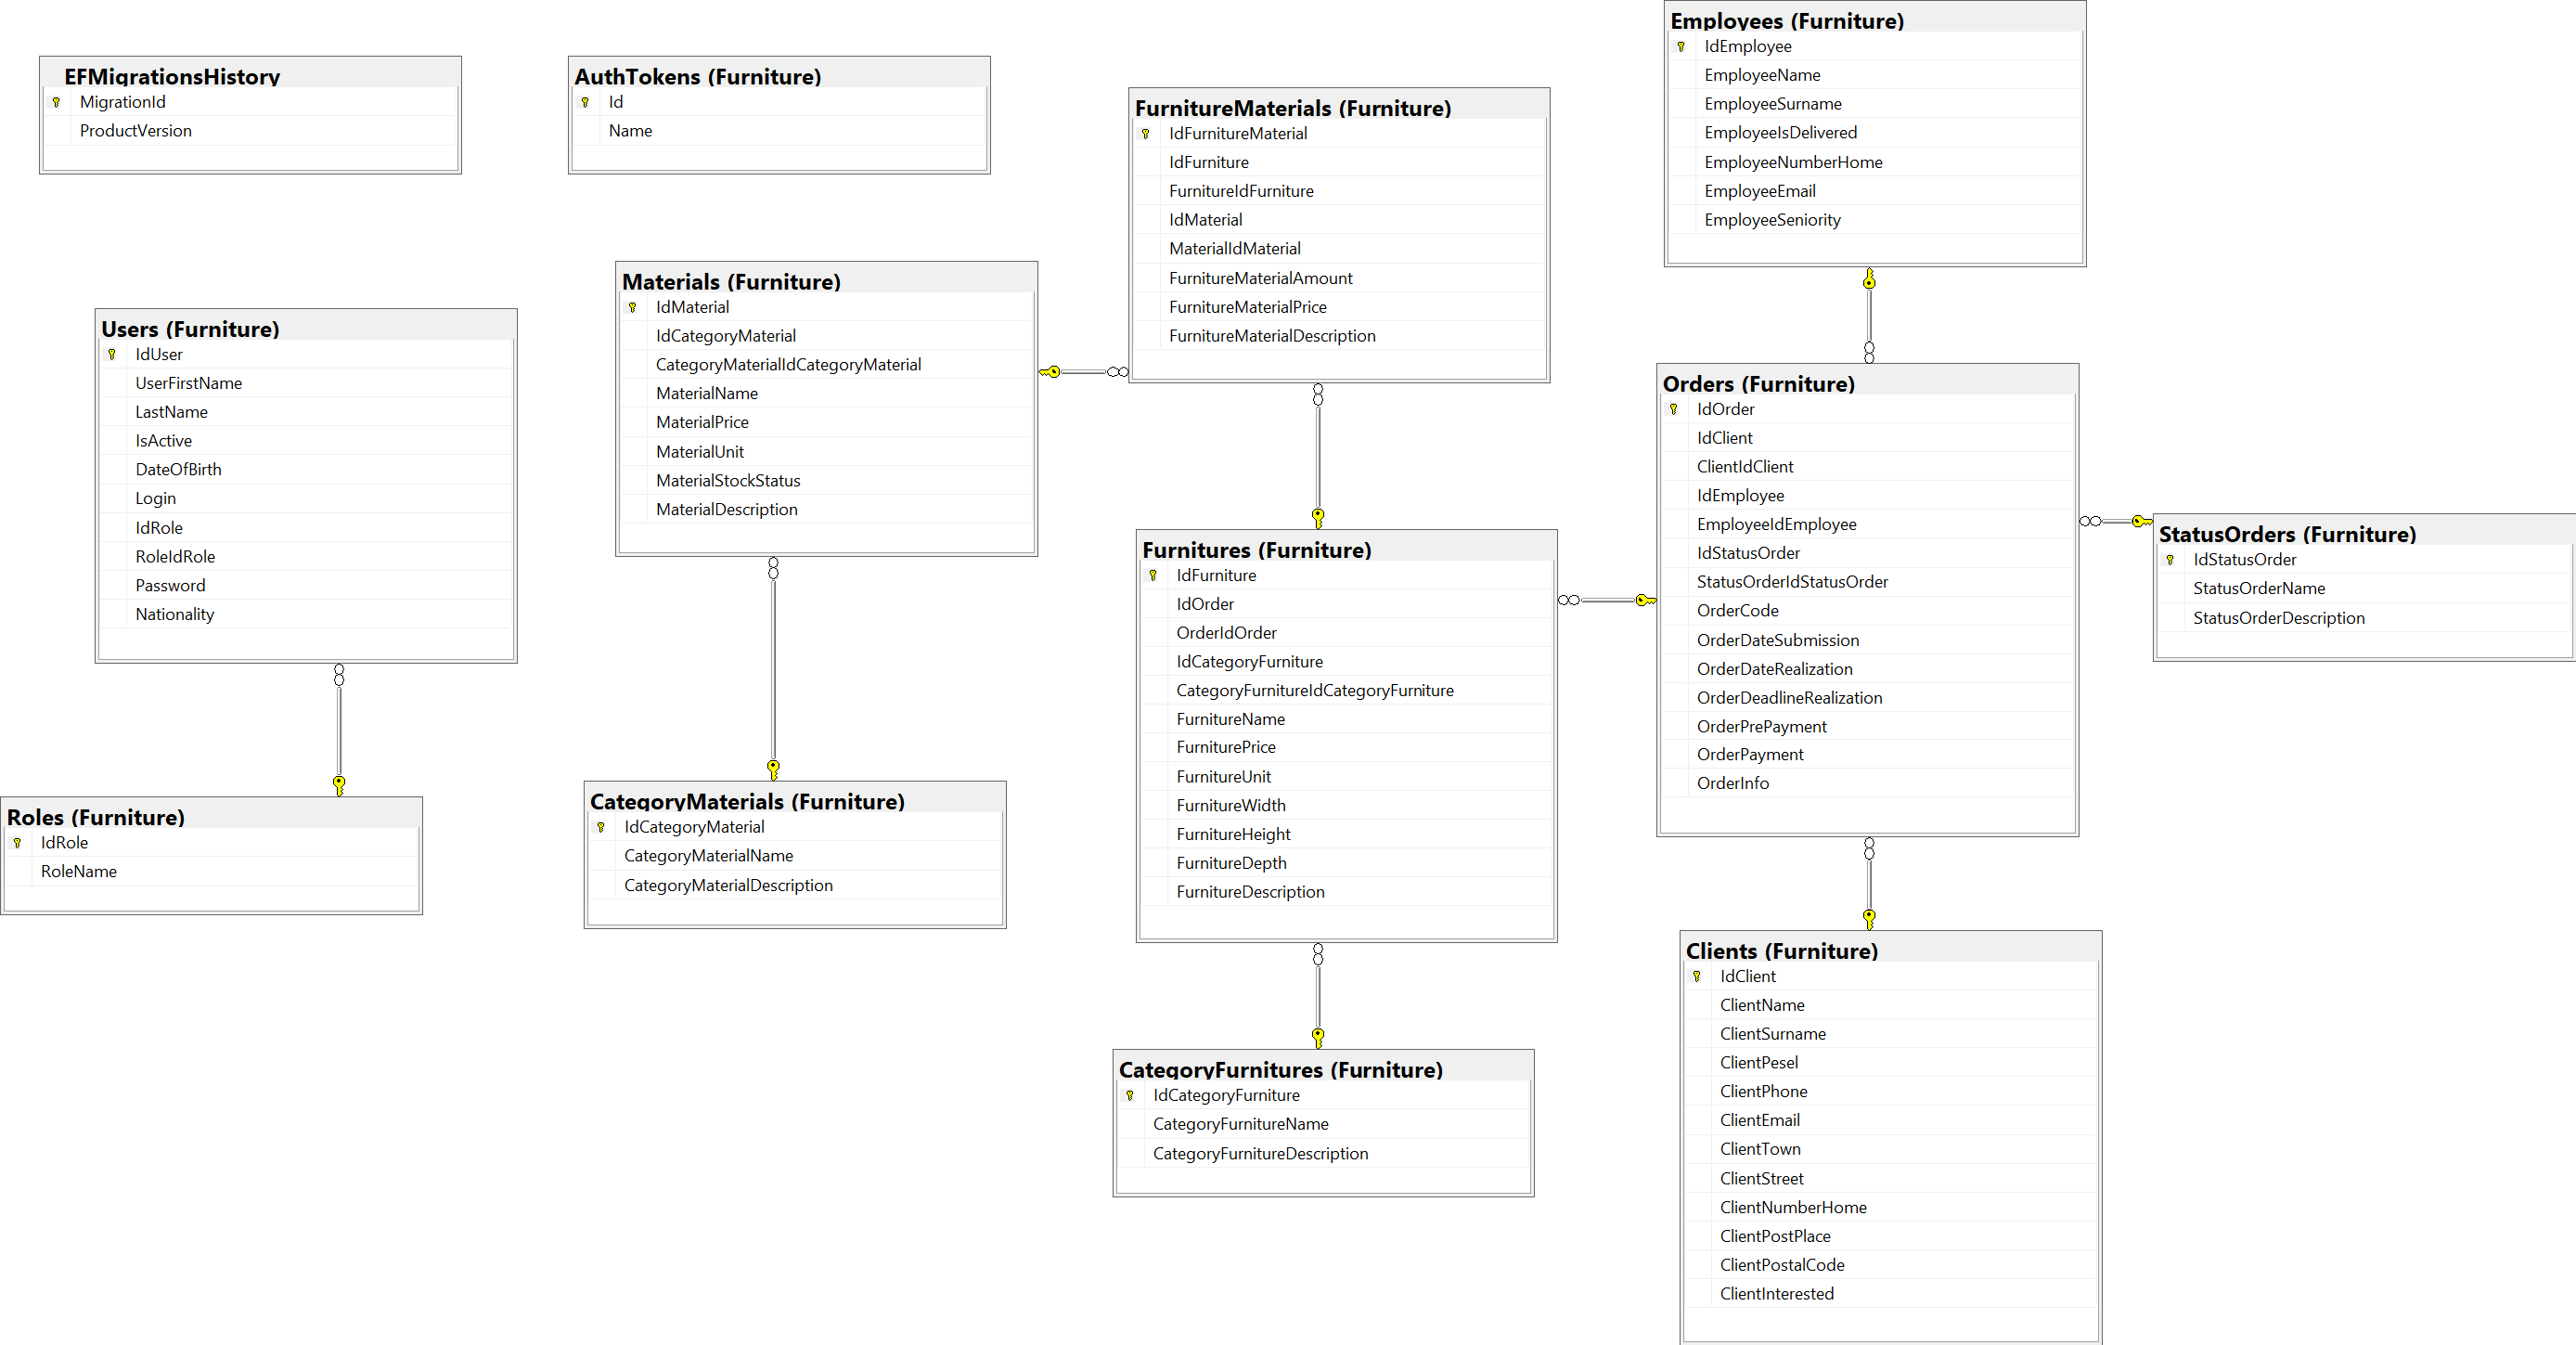 EFMigrationsHistory
MigrationId
ProductVersion
AuthTokens (Furniture)
Id
Name
FurnitureMaterials (Furniture)
IdFurnitureMaterial
IdFurniture
FurnitureIdFurniture
IdMaterial
MaterialIdMaterial
FurnitureMaterialAmount
FurnitureMaterialPrice
FurnitureMaterialDescription
Employees (Furniture)
IdEmployee
EmployeeName
EmployeeSurname
EmployeeIsDelivered
EmployeeNumberHome
EmployeeEmail
EmployeeSeniority
Users (Furniture)
IdUser
UserFirstName
LastName
IsActive
DateOfBirth
Login
IdRole
RoleIdRole
Password
Nationality
Materials (Furniture)
IdMaterial
IdCategoryMaterial
CategoryMaterialIdCategoryMaterial
MaterialName
MaterialPrice
MaterialUnit
MaterialStockStatus
MaterialDescription
Furnitures (Furniture)
IdFurniture
IdOrder
OrderIdOrder
IdCategoryFurniture
CategoryFurnitureIdCategoryFurniture
FurnitureName
FurniturePrice
FurnitureUnit
FurnitureWidth
FurnitureHeight
FurnitureDepth
FurnitureDescription
Orders (Furniture)
IdOrder
IdClient
ClientIdClient
IdEmployee
EmployeeIdEmployee
IdStatusOrder
StatusOrderIdStatusOrder
OrderCode
OrderDateSubmission
OrderDateRealization
OrderDeadlineRealization
OrderPrePayment
OrderPayment
OrderInfo
StatusOrders (Furniture)
IdStatusOrder
StatusOrderName
StatusOrderDescription
Roles (Furniture)
IdRole
RoleName
CategoryMaterials (Furniture)
IdCategoryMaterial
CategoryMaterialName
CategoryMaterialDescription
CategoryFurnitures (Furniture)
IdCategoryFurniture
CategoryFurnitureName
CategoryFurnitureDescription
Clients (Furniture)
IdClient
ClientName
ClientSurname
ClientPesel
ClientPhone
ClientEmail
ClientTown
ClientStreet
ClientNumberHome
ClientPostPlace
ClientPostalCode
ClientInterested